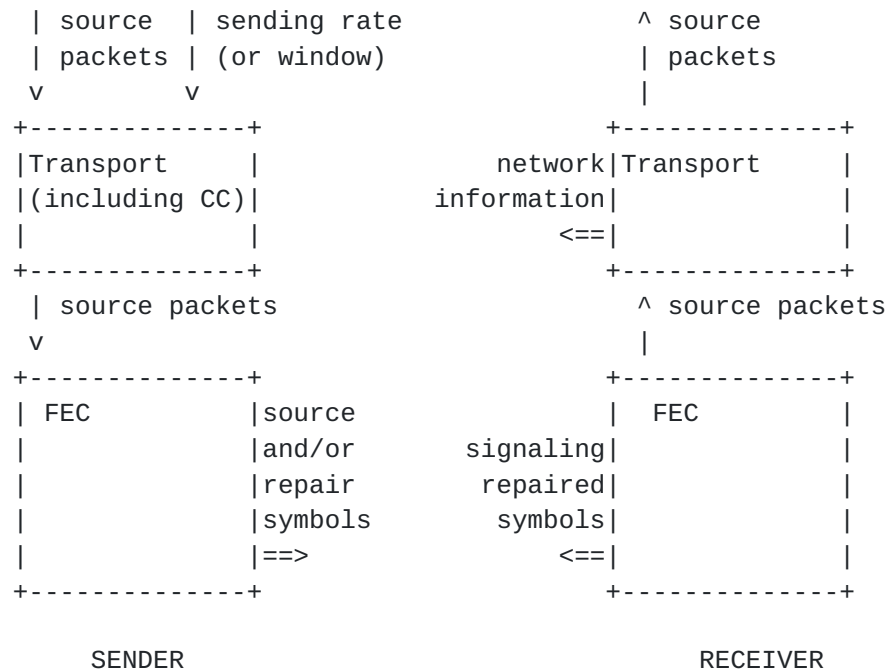 | source  | sending rate                ^ source
| packets | (or window)                 | packets
v         v                             |
+--------------+                       +--------------+
|Transport     |                network|Transport     |
|(including CC)|            information|              |
|              |                    <==|              |
+--------------+                       +--------------+
| source packets                        ^ source packets
v                                       |
+--------------+                       +--------------+
| FEC          |source                 |  FEC         |
|              |and/or        signaling|              |
|              |repair         repaired|              |
|              |symbols         symbols|              |
|              |==>                 <==|              |
+--------------+                       +--------------+
SENDER                                  RECEIVER